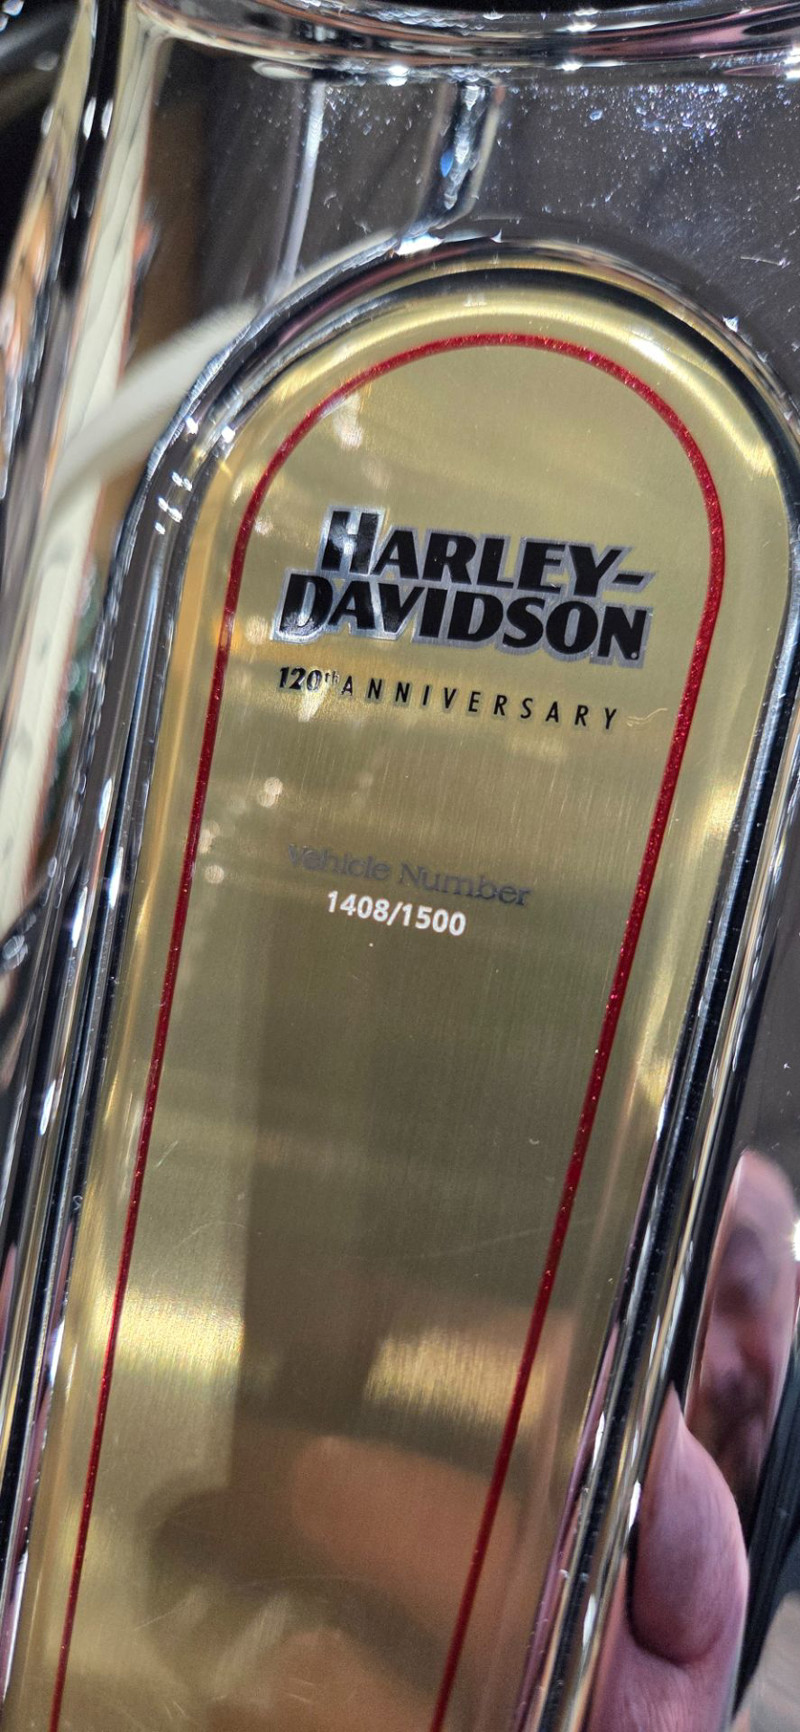 HARLEY-
DAVIDSON
120th ANNIVERSARY
Vehicle Number
1408/1500